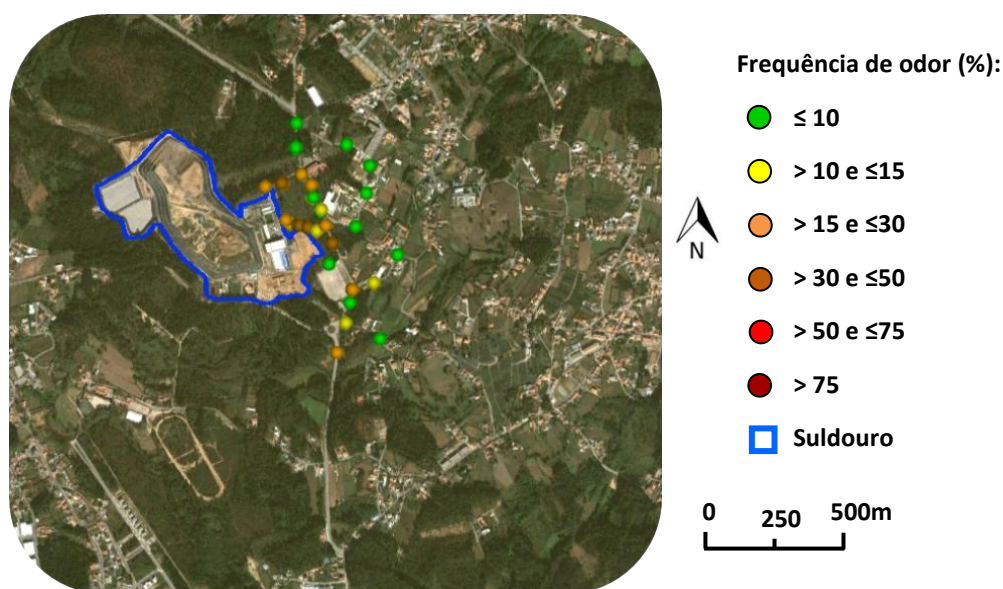 Frequência de odor (%):
≤ 10
> 10 e ≤15
> 15 e ≤30
> 30 e ≤50
> 50 e ≤75
> 75
Suldouro
N
0 250 500m